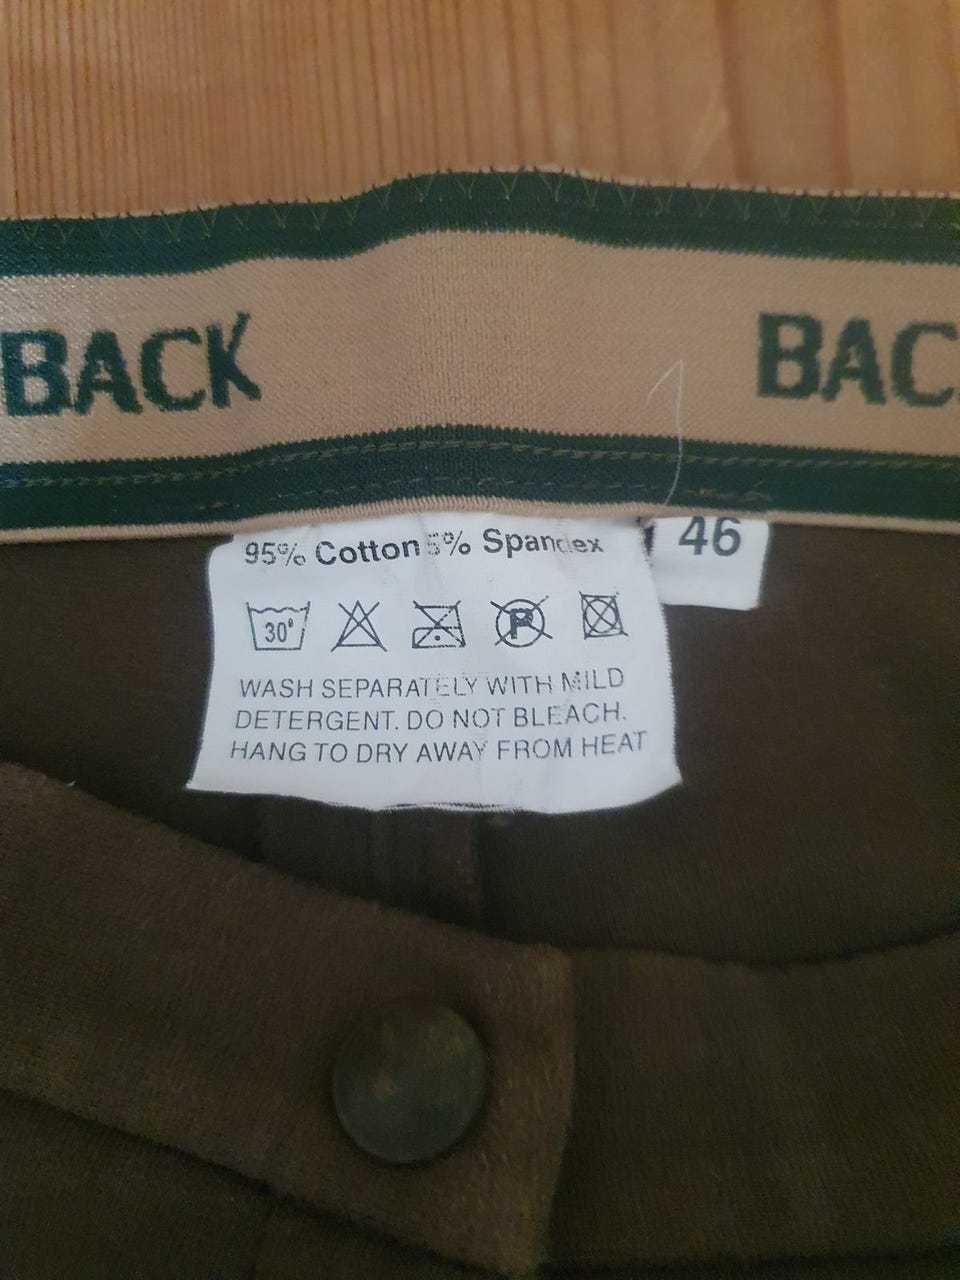 BACK BAC
95% Cotton 5% Spandex
46
30°
P
WASH SEPARATELY WITH MILD
DETERGENT. DO NOT BLEACH.
HANG TO DRY AWAY FROM HEAT